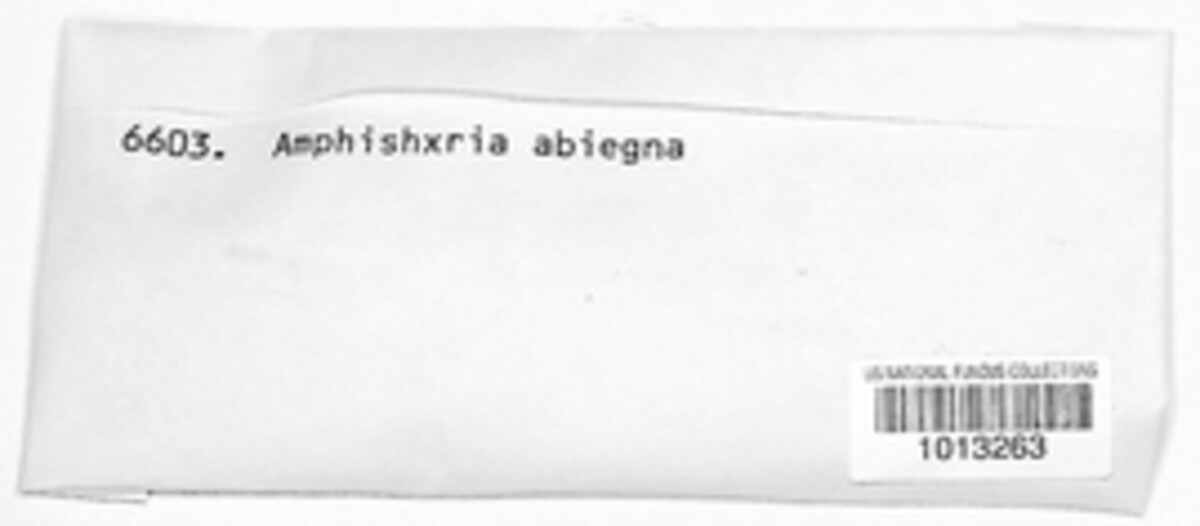 6603. Amphishxria abiegna
US NATIONAL FUNGUS COLLECTIONS
1013263